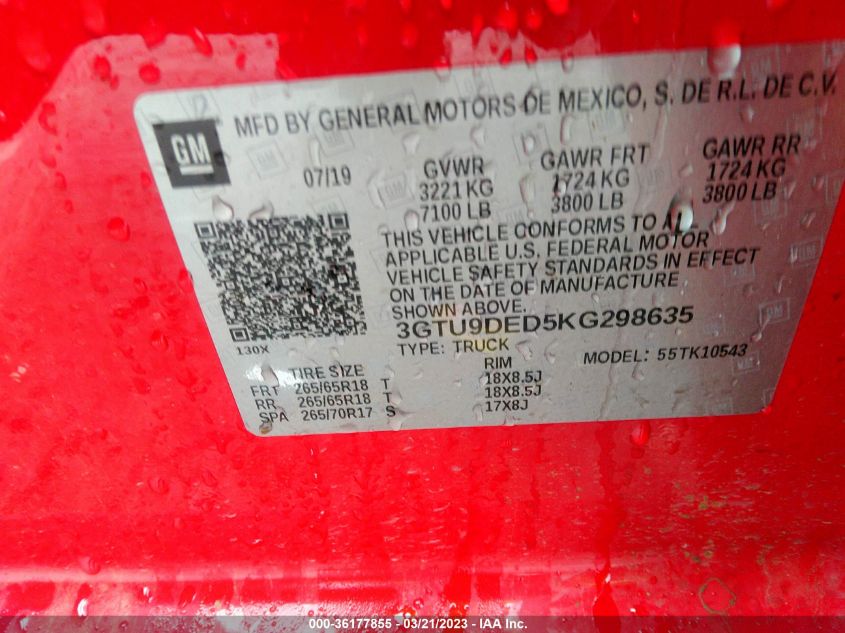 GM
MFD BY GENERAL MOTORS DE MEXICO, S. DE R.L. DE C.V.
07/19
GVWR GAWR FRT GAWR RR
3221 KG 1724 KG 1724 KG
7100 LB 3800 LB 3800 LB
THIS VEHICLE CONFORMS TO ALL
APPLICABLE U.S. FEDERAL MOTOR
VEHICLE SAFETY STANDARDS IN EFFECT
ON THE DATE OF MANUFACTURE
SHOWN ABOVE.
3GTU9DED5KG298635
130X
TYPE: TRUCK MODEL: 55TK10543
TIRE SIZE RIM
FRT 265/65R18 T 18X8.5J
RR 265/65R18 T 18X8.5J
SPA 265/70R17 S 17X8J
000-36177855 - 03/21/2023 - IAA Inc.